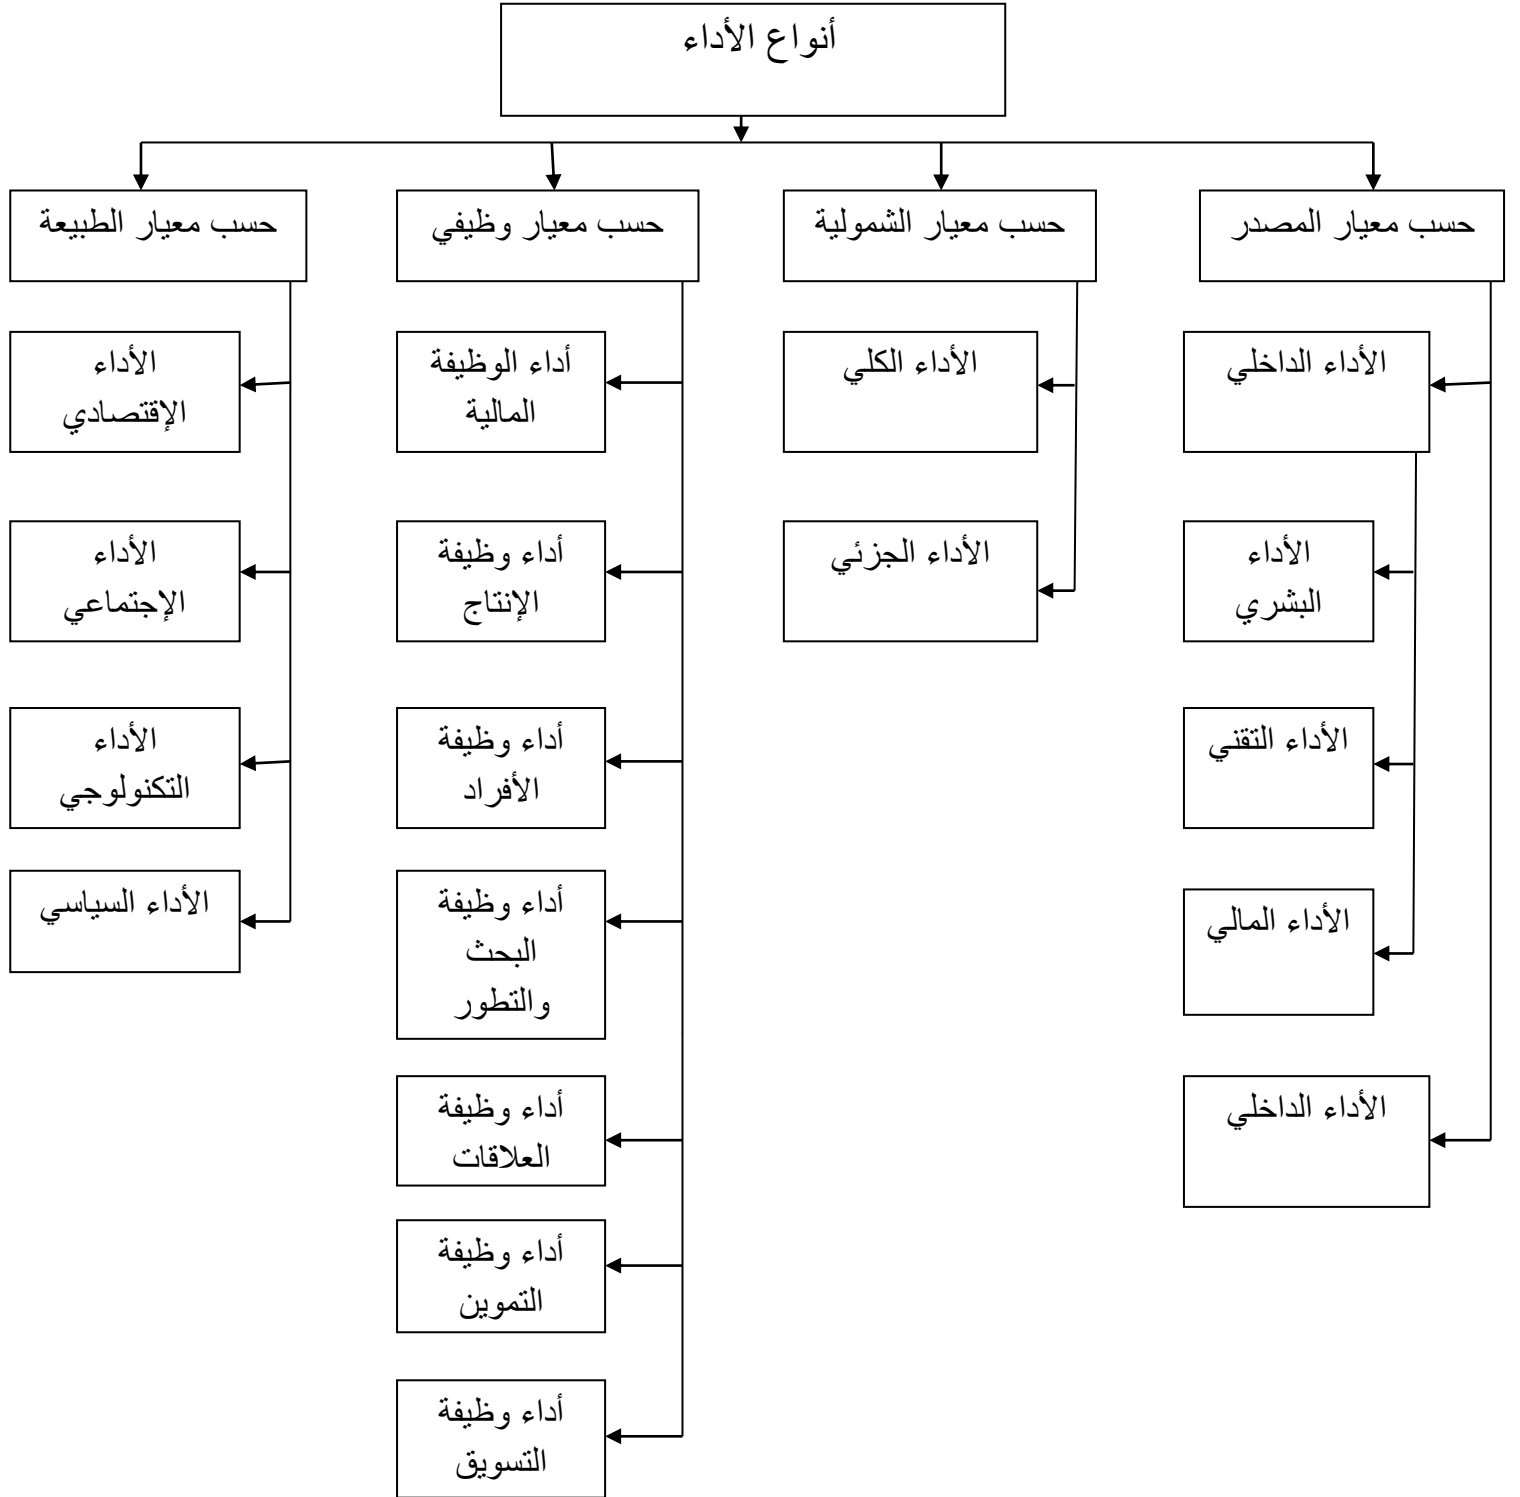 أنواع الأداء
حسب معيار المصدر
حسب معيار الشمولية
حسب معيار وظيفي
حسب معيار الطبيعة
الأداء الداخلي
الأداء
البشري
الأداء التقني
الأداء المالي
الأداء الداخلي
الأداء الكلي
الأداء الجزئي
أداء الوظيفة
المالية
أداء وظيفة
الإنتاج
أداء وظيفة
الأفراد
أداء وظيفة
البحث
والتطور
أداء وظيفة
العلاقات
أداء وظيفة
التموين
أداء وظيفة
التسويق
الأداء
الإقتصادي
الأداء
الإجتماعي
الأداء
التكنولوجي
الأداء السياسي